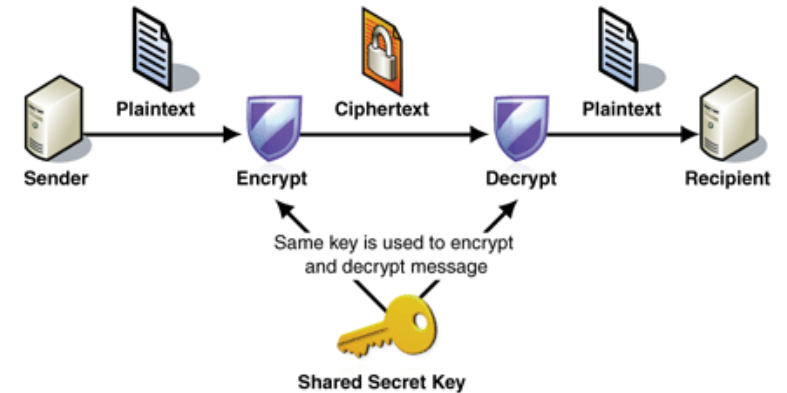 Plaintext
Ciphertext
Plaintext
Sender
Encrypt
Decrypt
Recipient
Same key is used to encrypt
and decrypt message
Shared Secret Key